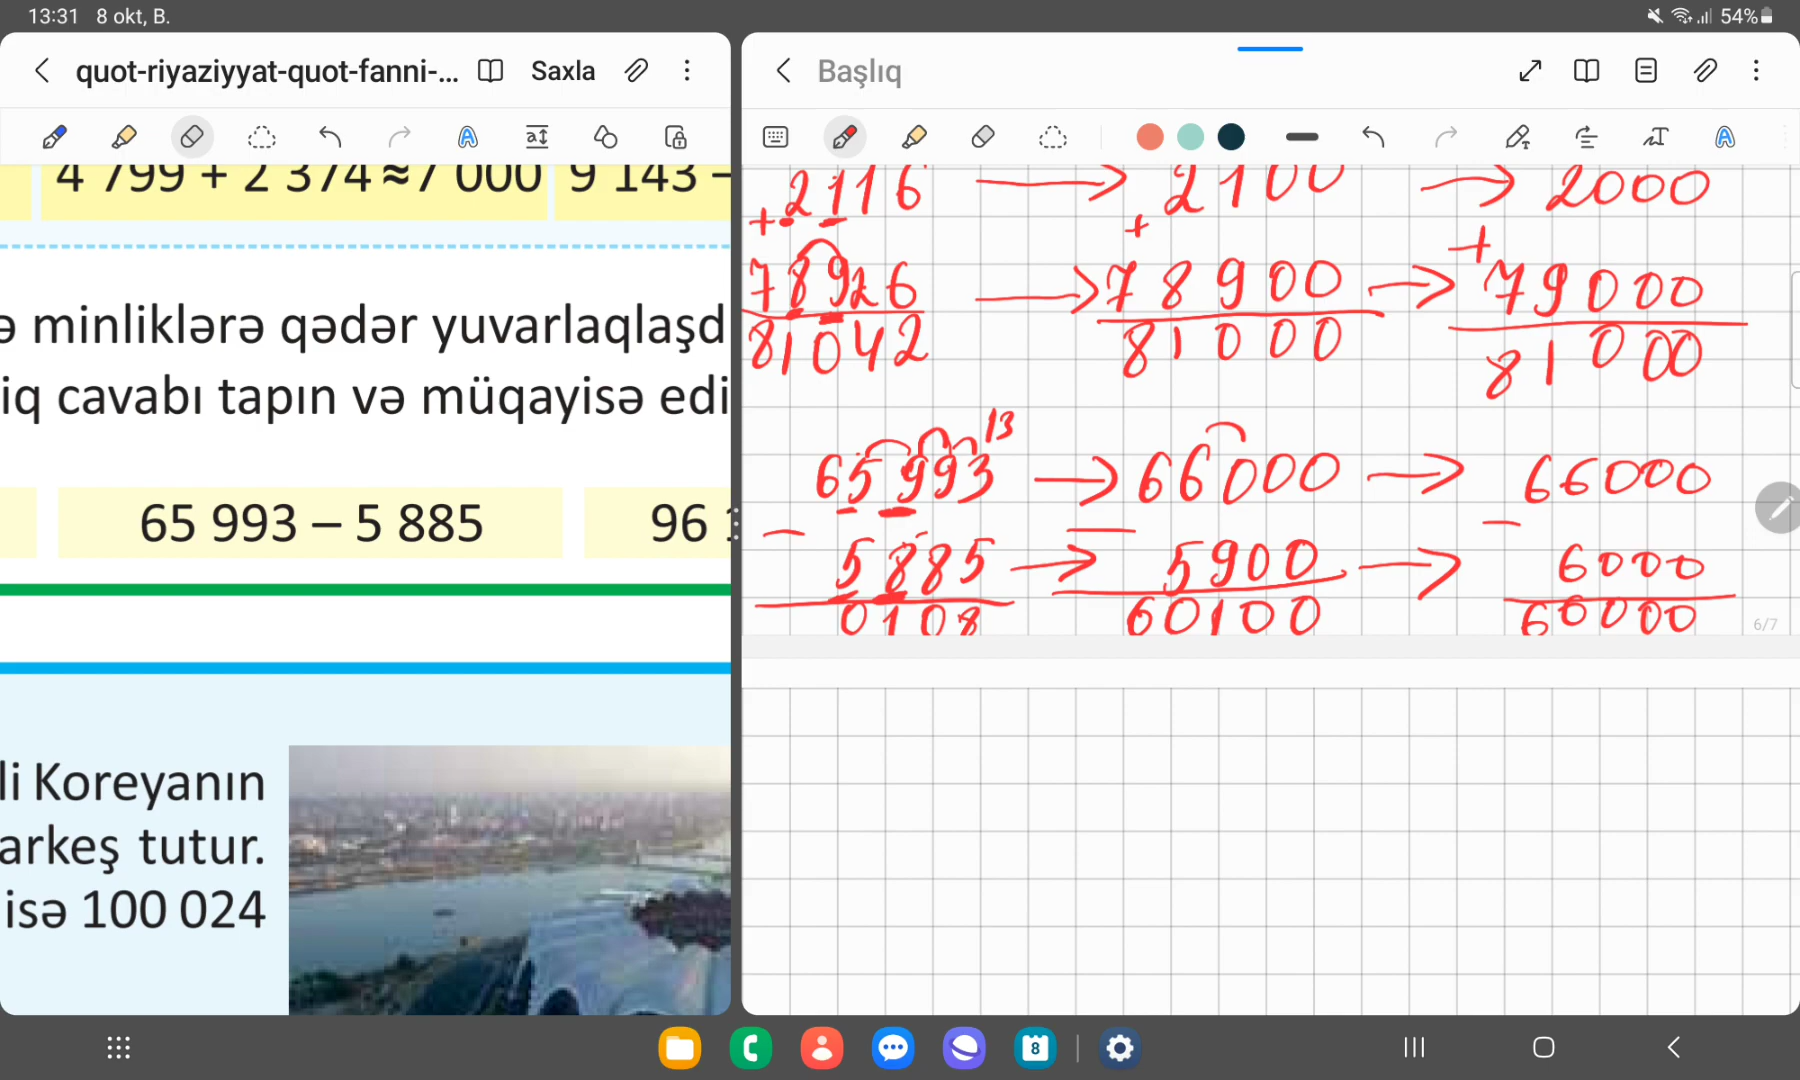 13:31 8 okt, B. 54%
quot-riyaziyyat-quot-fanni-... Saxla
4 799 + 2 374 ≈ 7 000 9 143 –
ə minliklərə qədər yuvarlaqlaşd
iq cavabı tapın və müqayisə edi
65 993 – 5 885 96
li Koreyanın
arkeş tutur.
isə 100 024
Başlıq
+ 2116 → + 2100 → 2000
78926 → 78900 → + 79000
81042 81000 81000
13
65993 → 66000 → 66000
– 5885 → – 5900 → – 6000
0108 60100 60000
6/7
8